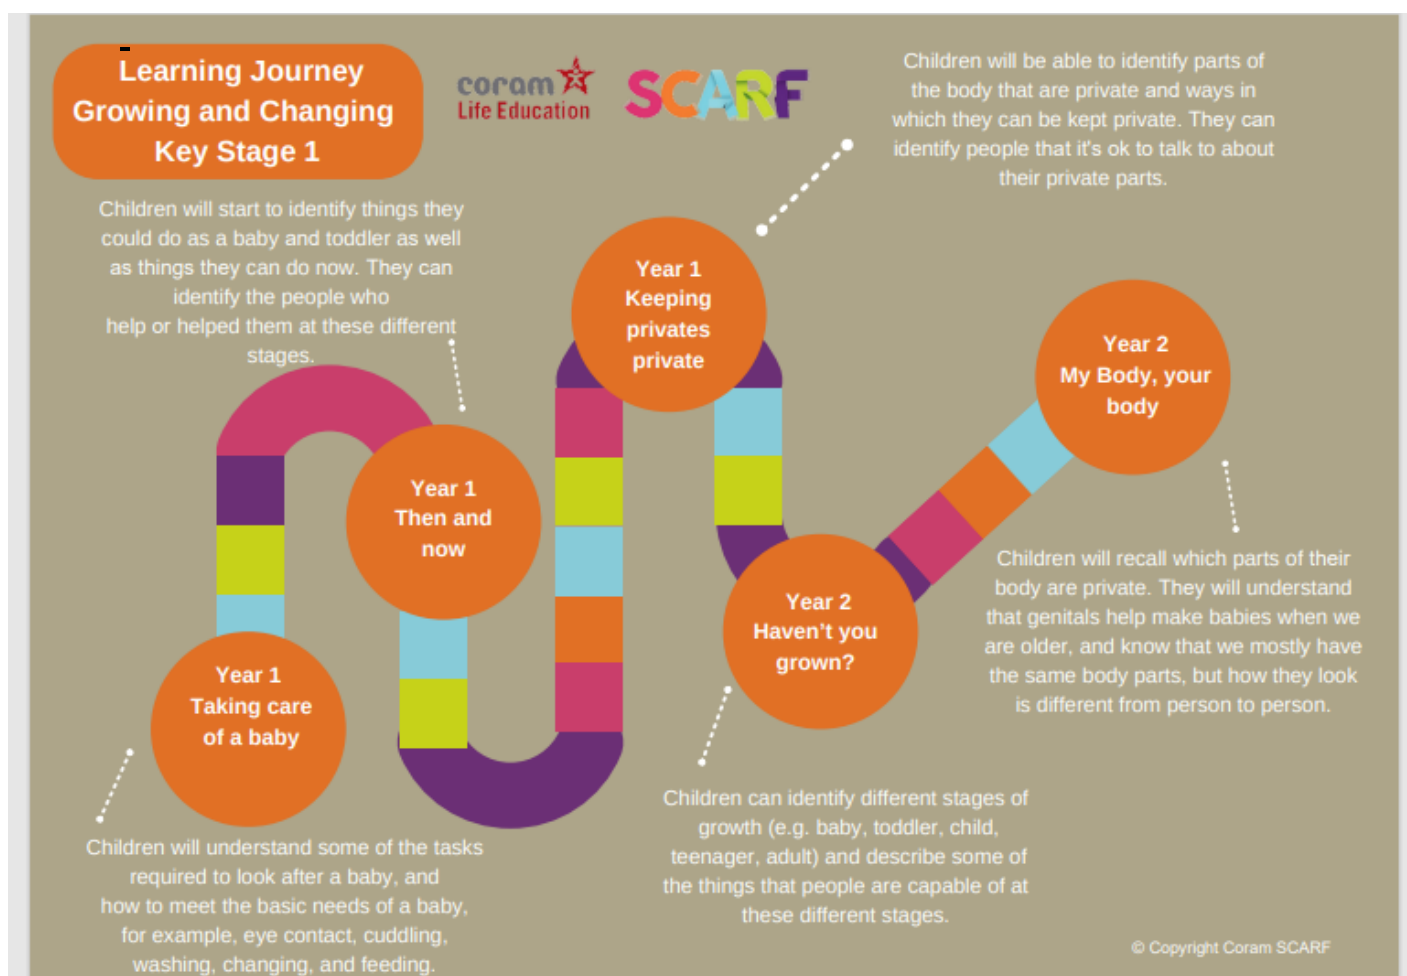 Learning Journey
Growing and Changing
Key Stage 1
coram
Life Education
SCARF
Children will be able to identify parts of
the body that are private and ways in
which they can be kept private. They can
identify people that it's ok to talk to about
their private parts.
Children will start to identify things they
could do as a baby and toddler as well
as things they can do now. They can
identify the people who
help or helped them at these different
stages.
Year 1
Keeping
privates
private
Year 2
My Body, your
body
Year 1
Then and
now
Children will recall which parts of their
body are private. They will understand
that genitals help make babies when we
are older, and know that we mostly have
the same body parts, but how they look
is different from person to person.
Year 2
Haven't you
grown?
Year 1
Taking care
of a baby
Children can identify different stages of
growth (e.g. baby, toddler, child,
teenager, adult) and describe some of
the things that people are capable of at
these different stages.
Children will understand some of the tasks
required to look after a baby, and
how to meet the basic needs of a baby,
for example, eye contact, cuddling,
washing, changing, and feeding.
© Copyright Coram SCARF